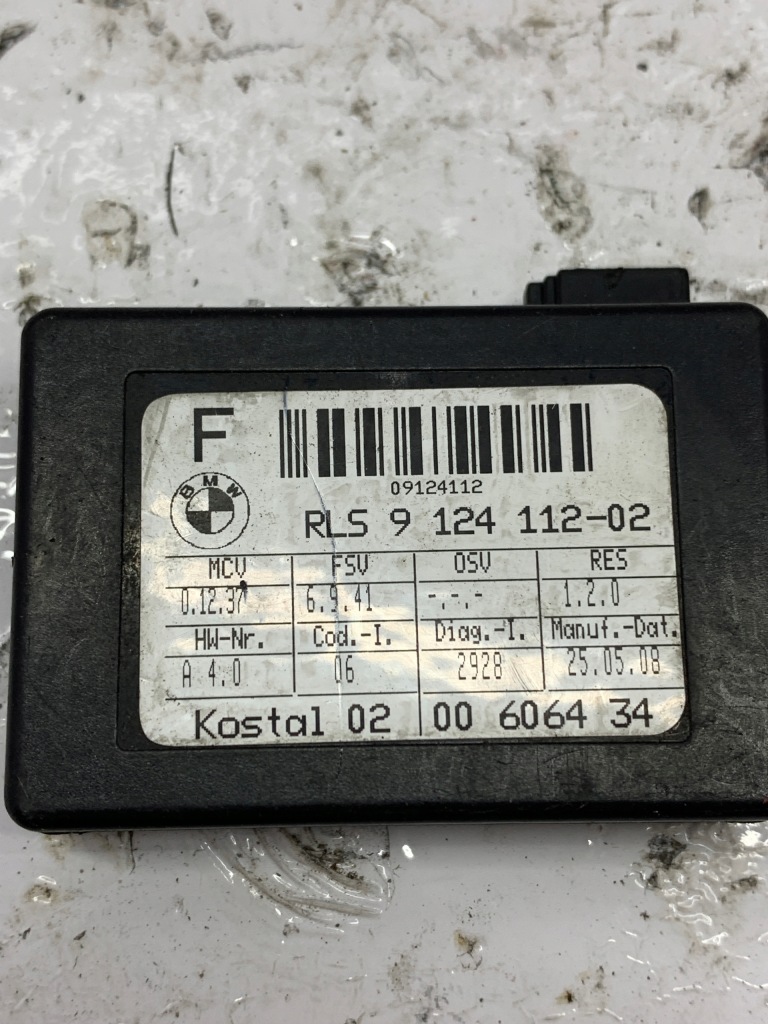 F
09124112
BMW
RLS 9 124 112-02
MCV FSV OSV RES
0.12.37 6.9.41 -.-.- 1.2.0
HW-Nr. Cod.-I. Diag.-I. Manuf.-Dat.
A 4.0 06 2928 25.05.08
Kostal 02 00 6064 34